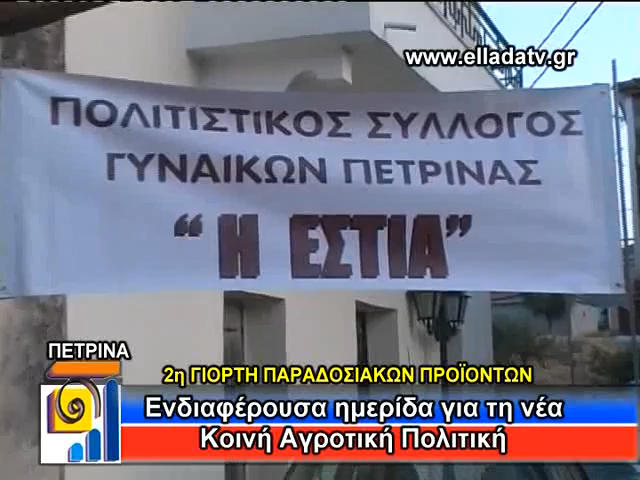 www.elladatv.gr
ΠΟΛΙΤΙΣΤΙΚΟΣ ΣΥΛΛΟΓΟΣ
ΓΥΝΑΙΚΩΝ ΠΕΤΡΙΝΑΣ
"Η ΕΣΤΙΑ"
ΠΕΤΡΙΝΑ
2η ΓΙΟΡΤΗ ΠΑΡΑΔΟΣΙΑΚΩΝ ΠΡΟΪΟΝΤΩΝ
Ενδιαφέρουσα ημερίδα για τη νέα
Κοινή Αγροτική Πολιτική